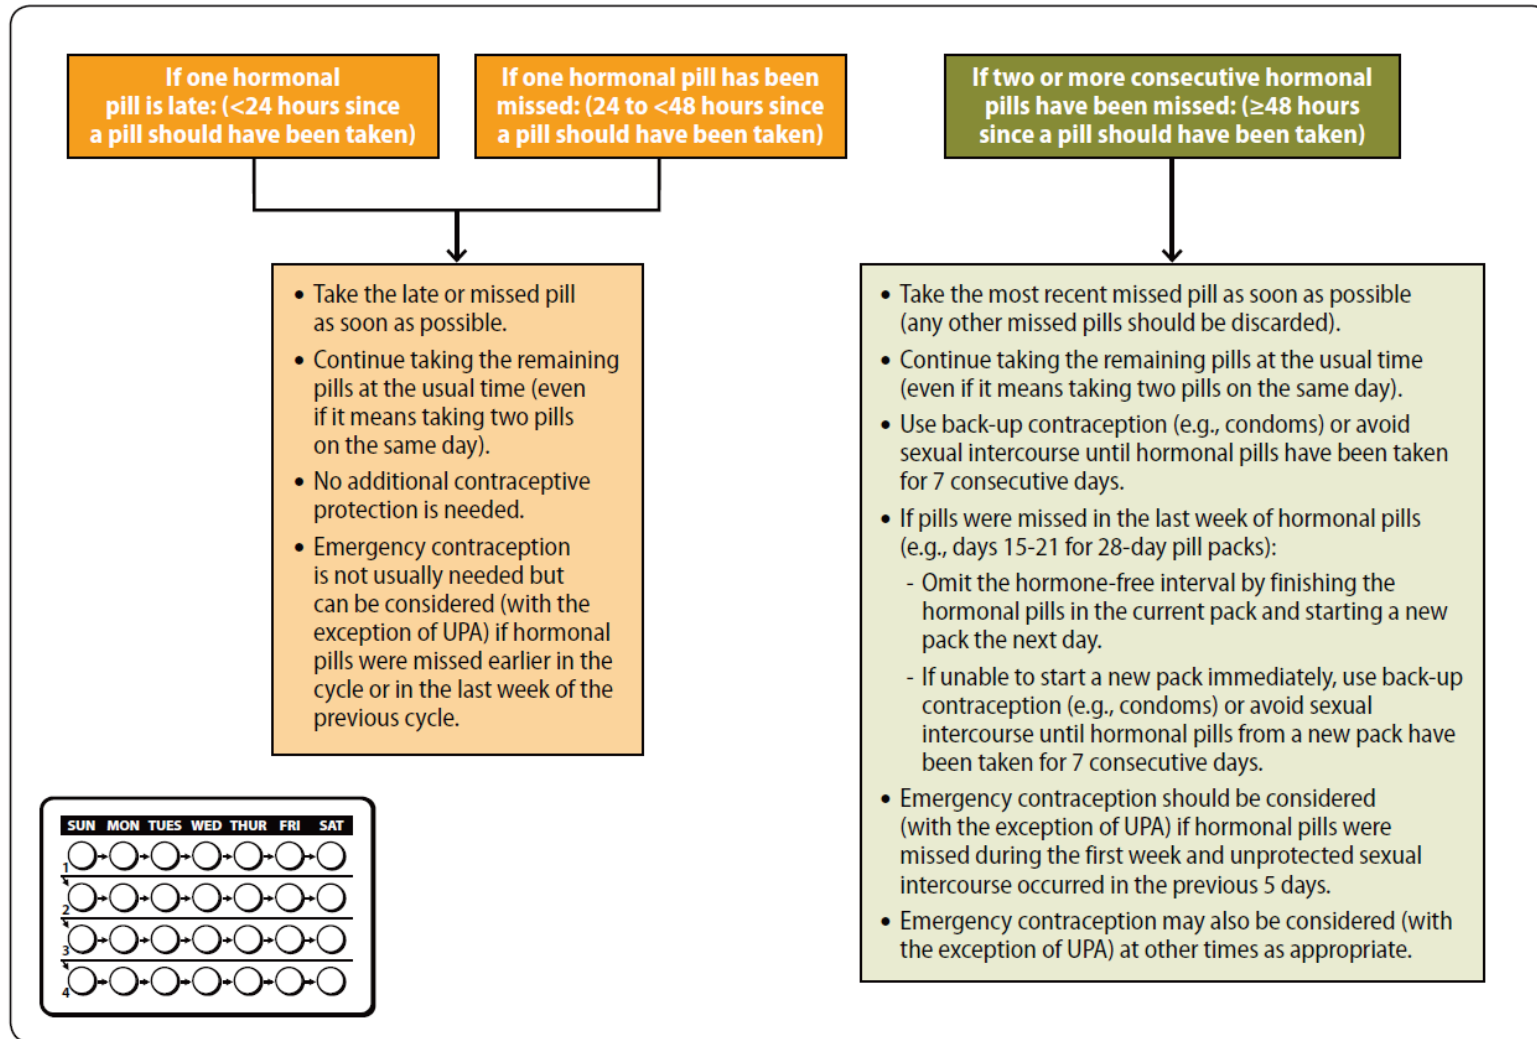 If one hormonal
pill is late: (<24 hours since
a pill should have been taken)
If one hormonal pill has been
missed: (24 to <48 hours since
a pill should have been taken)
If two or more consecutive hormonal
pills have been missed: (≥48 hours
since a pill should have been taken)
• Take the late or missed pill
as soon as possible.
• Continue taking the remaining
pills at the usual time (even
if it means taking two pills
on the same day).
• No additional contraceptive
protection is needed.
• Emergency contraception
is not usually needed but
can be considered (with the
exception of UPA) if hormonal
pills were missed earlier in the
cycle or in the last week of the
previous cycle.
• Take the most recent missed pill as soon as possible
(any other missed pills should be discarded).
• Continue taking the remaining pills at the usual time
(even if it means taking two pills on the same day).
• Use back-up contraception (e.g., condoms) or avoid
sexual intercourse until hormonal pills have been taken
for 7 consecutive days.
• If pills were missed in the last week of hormonal pills
(e.g., days 15-21 for 28-day pill packs):
- Omit the hormone-free interval by finishing the
hormonal pills in the current pack and starting a new
pack the next day.
- If unable to start a new pack immediately, use back-up
contraception (e.g., condoms) or avoid sexual
intercourse until hormonal pills from a new pack have
been taken for 7 consecutive days.
• Emergency contraception should be considered
(with the exception of UPA) if hormonal pills were
missed during the first week and unprotected sexual
intercourse occurred in the previous 5 days.
• Emergency contraception may also be considered (with
the exception of UPA) at other times as appropriate.
SUN MON TUES WED THUR FRI SAT
1
2
3
4